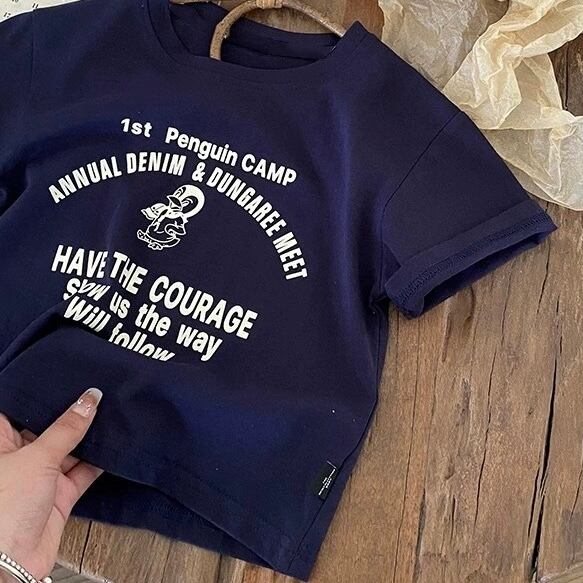 1st Penguin CAMP
ANNUAL DENIM & DUNGAREE MEET
HAVE THE COURAGE
us the way
Will follow